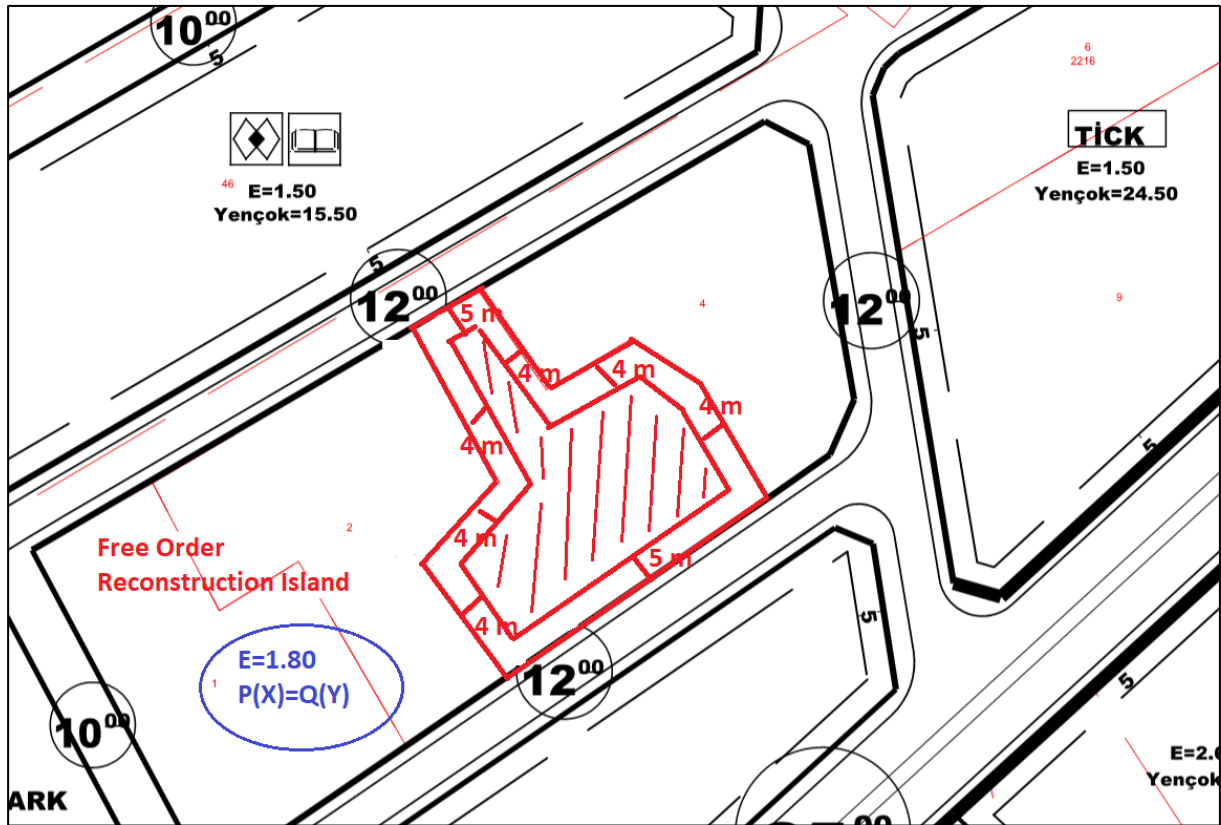 10⁰⁰
5
6
2216
TİCK
E=1.50
Yençok=24.50
46
E=1.50
Yençok=15.50
5
12⁰⁰
5 m
4
12⁰⁰
9
5
4 m
4 m
4 m
4 m
5
2
4 m
5 m
Free Order
Reconstruction Island
4 m
5
12⁰⁰
E=1.80
P(X)=Q(Y)
1
10⁰⁰
5
ARK